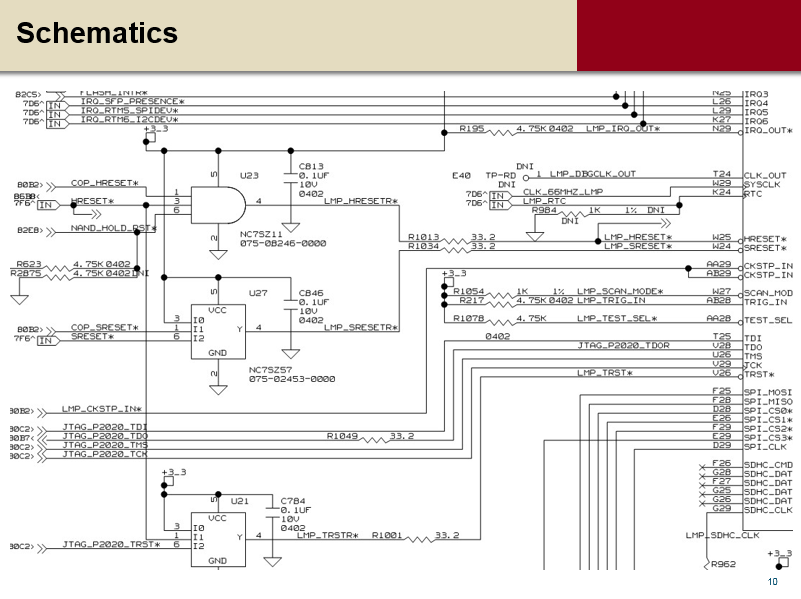 Schematics
FLASH_INTR*
82C5>
7D6^ IN IRQ_SFP_PRESENCE*
7D6^ IN IRQ_RTM5_SPIDEV*
7D6^ IN IRQ_RTM6_I2CDEV*
N25 IRQ3
L26 IRQ4
L29 IRQ5
K27 IRQ6
R195 4.75K 0402 LMP_IRQ_OUT* N29 IRQ_OUT*
+3_3
C813
0.1UF
10V
0402
5 U23
80B2> COP_HRESET* 1
86B8<
7F6^ IN HRESET* 3
6
4 LMP_HRESETR*
82E8> NAND_HOLD_RST*
2
NC7SZ11
075-08246-0000
DNI
E40 TP-RD 1 LMP_DBGCLK_OUT T24 CLK_OUT
DNI W29 SYSCLK
7D6^ IN CLK_66MHZ_LMP K24 RTC
7D6^ IN LMP_RTC
R984 1K 1% DNI
DNI
R1013 33.2 LMP_HRESET* W25 HRESET*
R1034 33.2 LMP_SRESET* W24 SRESET*
R623 4.75K 0402
R2875 4.75K 0402 DNI
AA29 CKSTP_IN
AB29 CKSTP_IN
+3_3
R1054 1K 1% LMP_SCAN_MODE* W27 SCAN_MOD
R217 4.75K 0402 LMP_TRIG_IN AB28 TRIG_IN
R1078 4.75K LMP_TEST_SEL* AA28 TEST_SEL
0402
5 U27
C846
0.1UF
10V
0402
VCC
3 I0
80B2> COP_SRESET* 1 I1 Y 4 LMP_SRESETR*
7F6^ IN SRESET* 6 I2
GND
2
NC7SZ57
075-02453-0000
T25 TDI
JTAG_P2020_TDOR V28 TDO
U26 TMS
V29 TCK
LMP_TRST* V26 TRST*
F25 SPI_MOSI
F28 SPI_MISO
D28 SPI_CS0*
E26 SPI_CS1*
F29 SPI_CS2*
E29 SPI_CS3*
D29 SPI_CLK
80B2> LMP_CKSTP_IN*
80C2> JTAG_P2020_TDI
80B7< JTAG_P2020_TDO R1049 33.2
80C2> JTAG_P2020_TMS
80C2> JTAG_P2020_TCK
F26 SDHC_CMD
G28 SDHC_DAT
F27 SDHC_DAT
G25 SDHC_DAT
G26 SDHC_DAT
G29 SDHC_CLK
+3_3
5 U21
C784
0.1UF
10V
0402
VCC
3 I0
1 I1 Y 4 LMP_TRSTR* R1001 33.2
80C2> JTAG_P2020_TRST* 6 I2
GND
LMP_SDHC_CLK
+3_3
R962
10